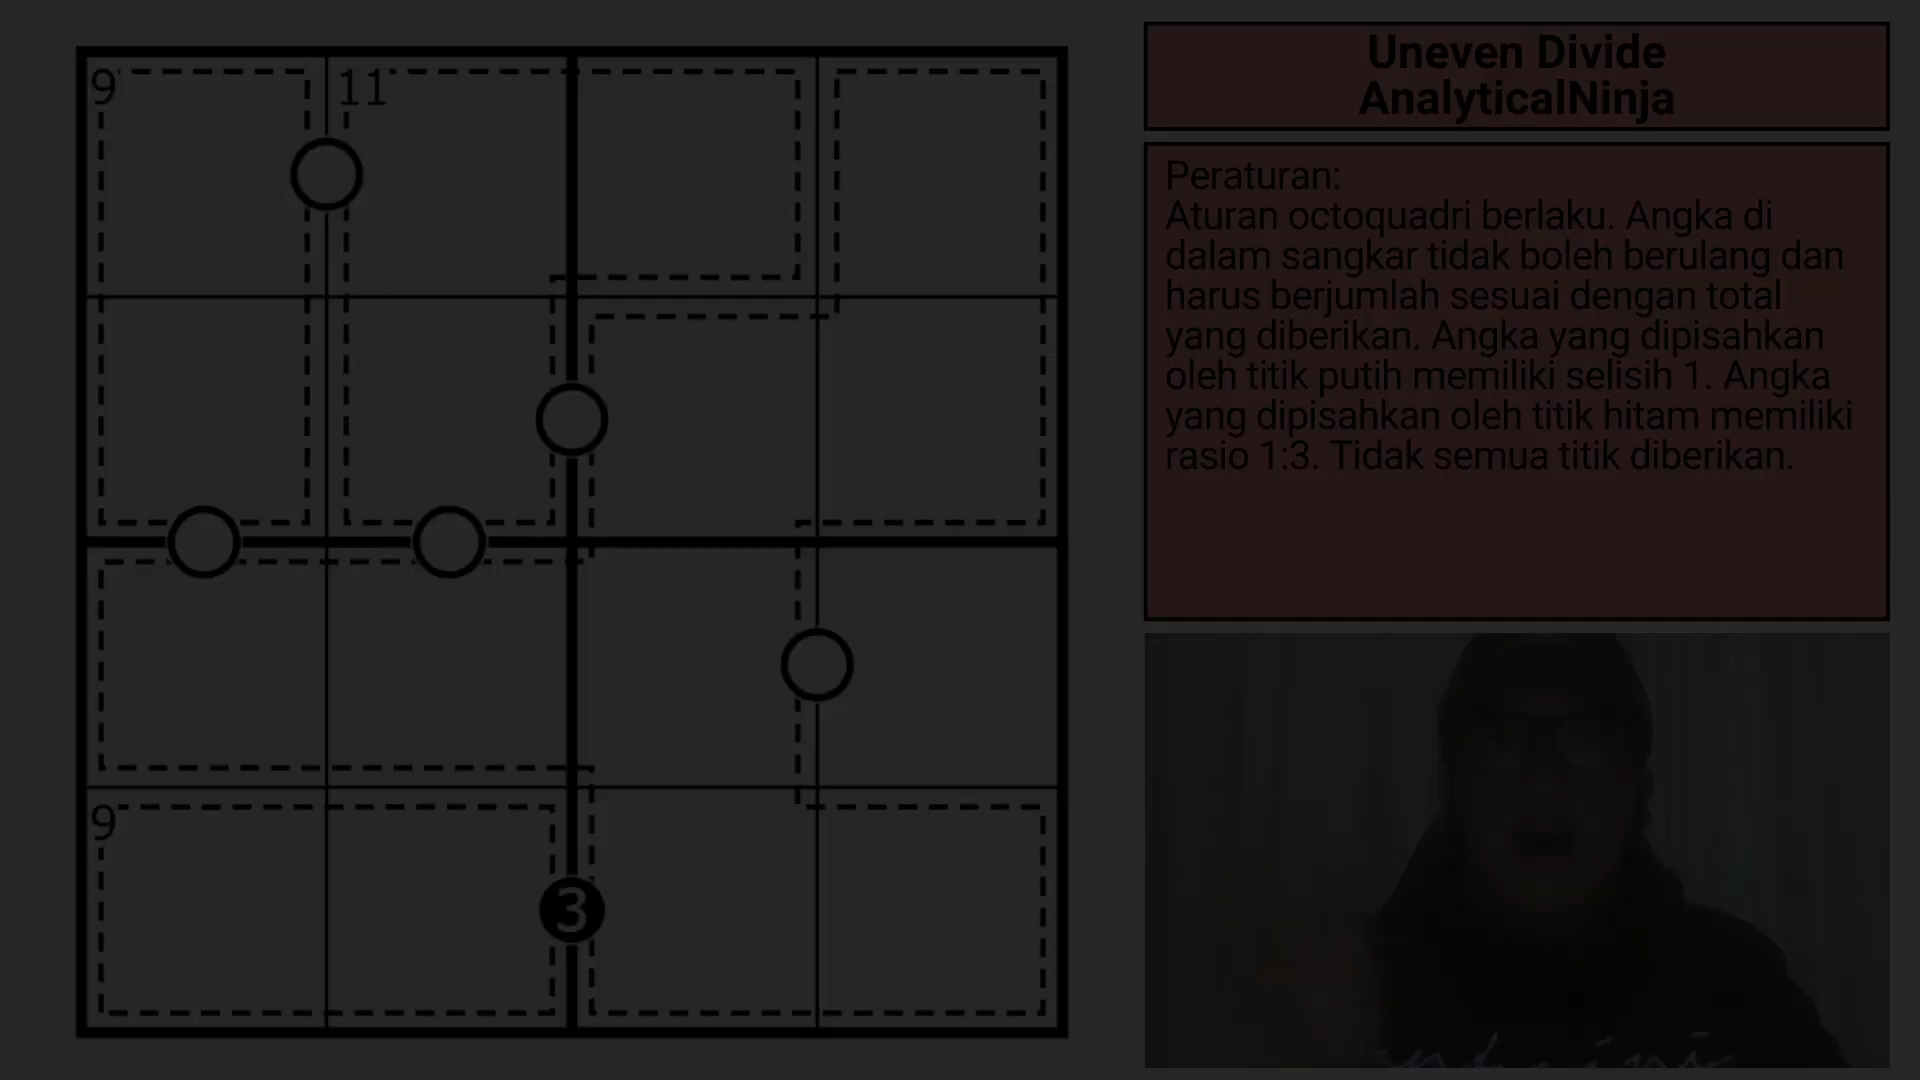 Uneven Divide
AnalyticalNinja
Peraturan:
Aturan octoquadri berlaku. Angka di
dalam sangkar tidak boleh berulang dan
harus berjumlah sesuai dengan total
yang diberikan. Angka yang dipisahkan
oleh titik putih memiliki selisih 1. Angka
yang dipisahkan oleh titik hitam memiliki
rasio 1:3. Tidak semua titik diberikan.
9
11
9
3